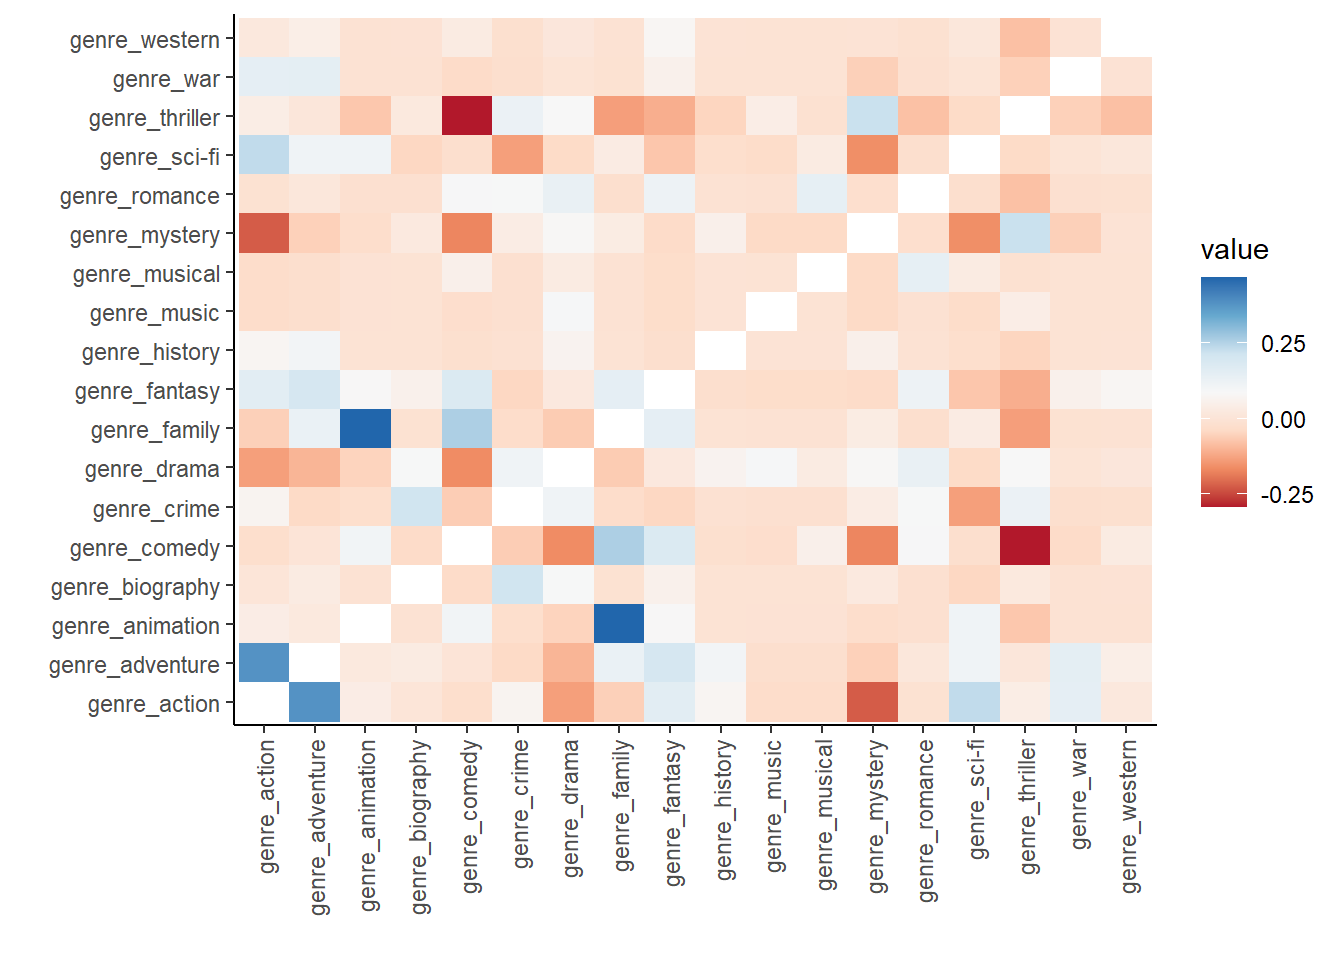 genre_western
genre_war
genre_thriller
genre_sci-fi
genre_romance
genre_mystery
genre_musical
genre_music
genre_history
genre_fantasy
genre_family
genre_drama
genre_crime
genre_comedy
genre_biography
genre_animation
genre_adventure
genre_action
genre_action
genre_adventure
genre_animation
genre_biography
genre_comedy
genre_crime
genre_drama
genre_family
genre_fantasy
genre_history
genre_music
genre_musical
genre_mystery
genre_romance
genre_sci-fi
genre_thriller
genre_war
genre_western
value
0.25
0.00
-0.25